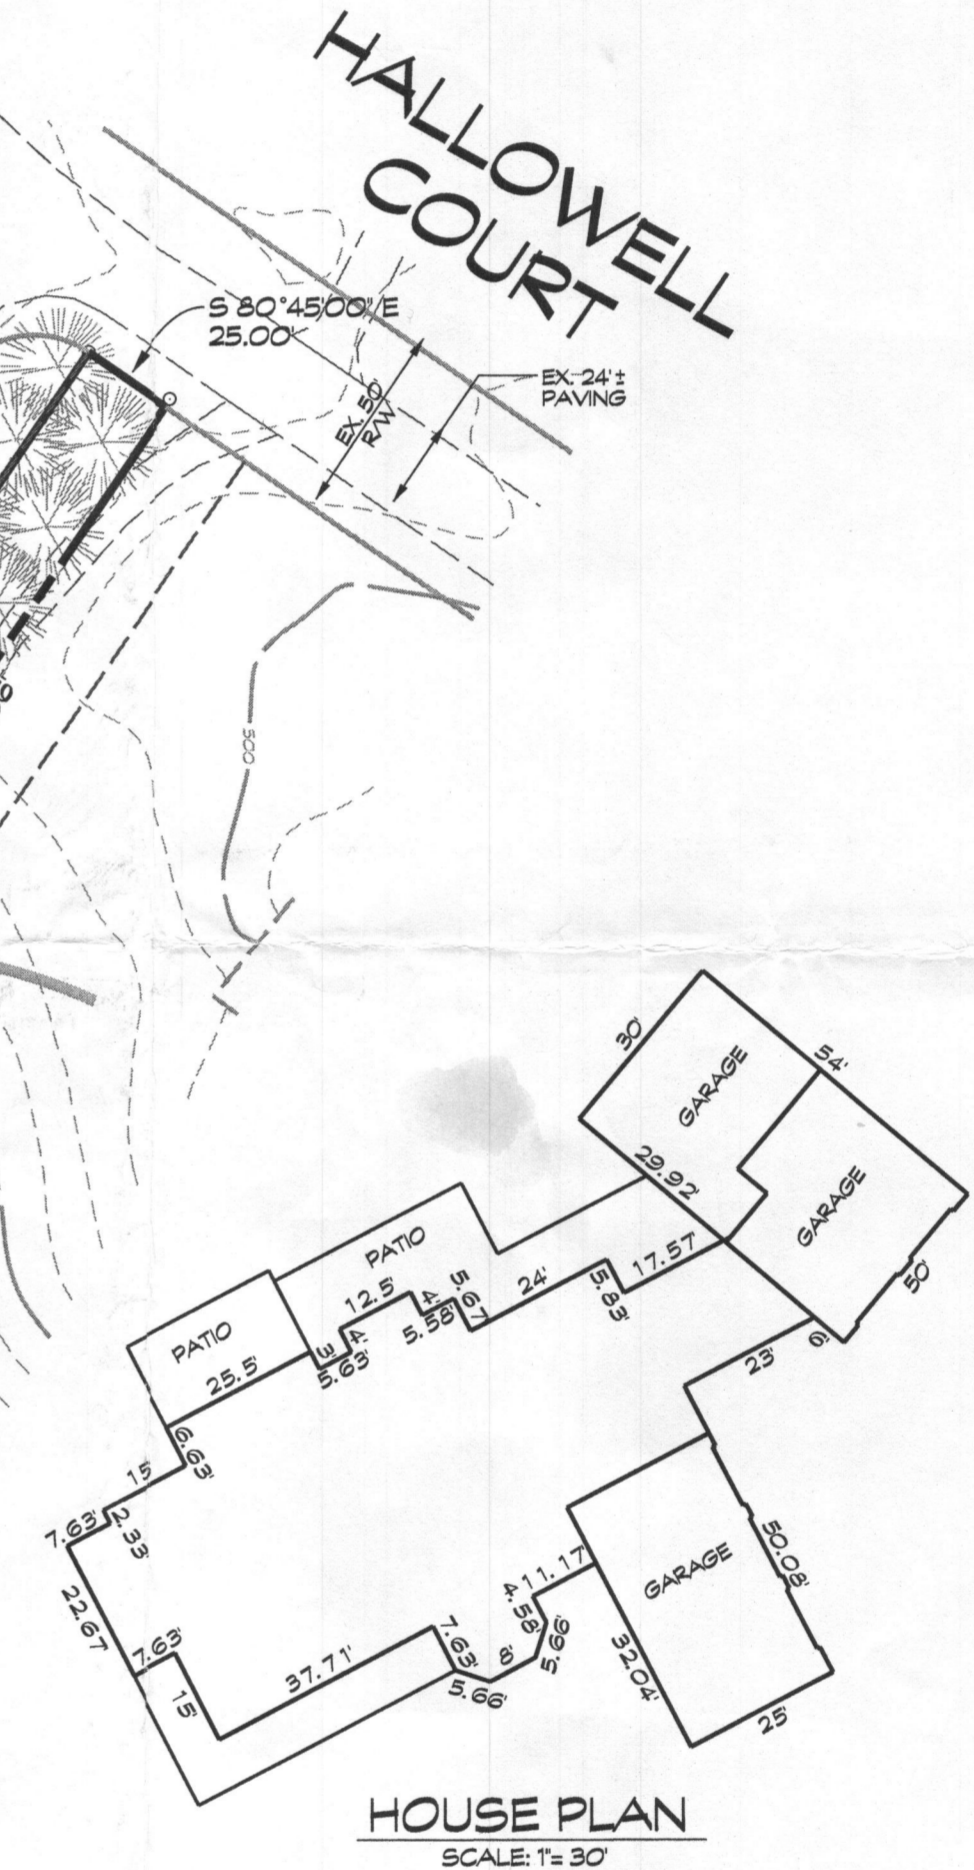 HALLOWELL
COURT
S 80°45'00" E
25.00'
EX. 50'
R/W
EX. 24'±
PAVING
500
30'
54'
GARAGE
29.92'
GARAGE
50'
PATIO
17.57'
24'
5.83'
12.5'
4'
5.67'
5.58'
6'
PATIO
3'
4'
5.63'
23'
25.5'
6.63'
15'
7.63'
2.33'
50.08'
GARAGE
11.17'
4.58'
22.67'
7.63'
37.71'
7.63'
8'
5.66'
32.04'
15'
5.66'
25'
HOUSE PLAN
SCALE: 1"= 30'